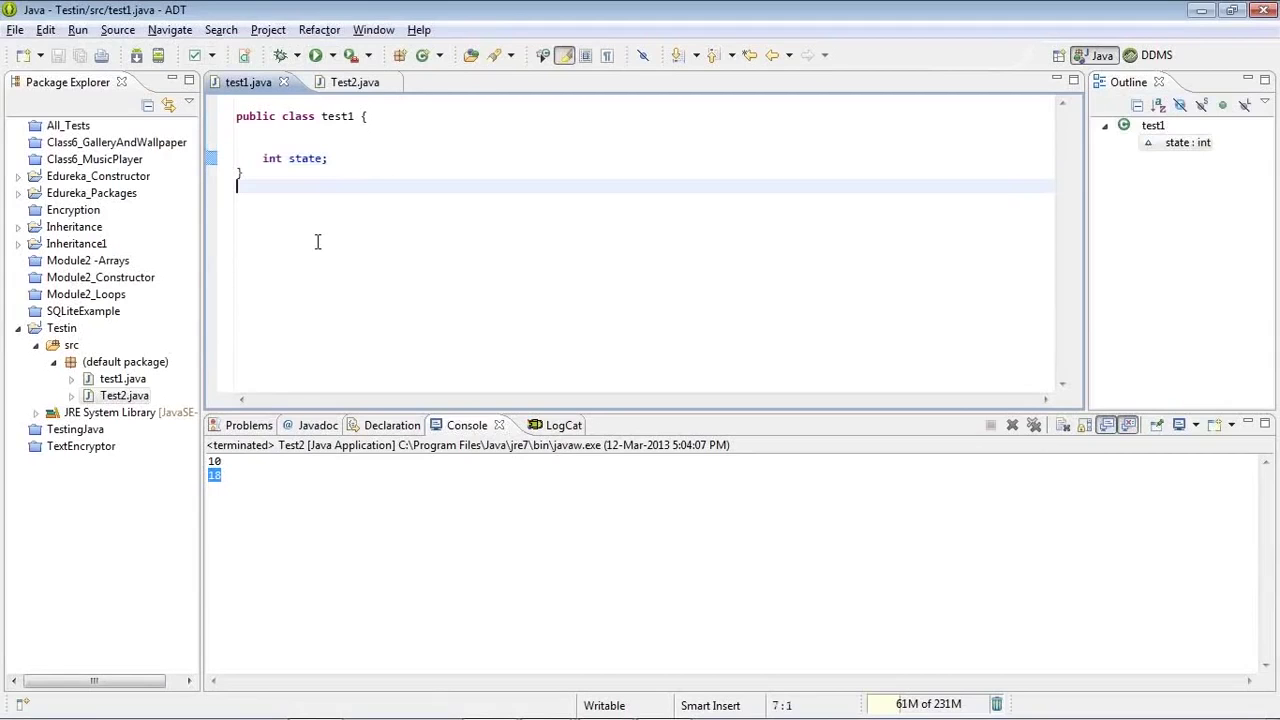 Java - Testin/src/test1.java - ADT
File Edit Run Source Navigate Search Project Refactor Window Help
Java DDMS
Package Explorer
All_Tests
Class6_GalleryAndWallpaper
Class6_MusicPlayer
Edureka_Constructor
Edureka_Packages
Encryption
Inheritance
Inheritance1
Module2 -Arrays
Module2_Constructor
Module2_Loops
SQLiteExample
Testin
src
(default package)
test1.java
Test2.java
JRE System Library [JavaSE-
TestingJava
TextEncryptor
test1.java Test2.java
public class test1 {
int state;
}
Outline
test1
state : int
Problems Javadoc Declaration Console LogCat
<terminated> Test2 [Java Application] C:\Program Files\Java\jre7\bin\javaw.exe (12-Mar-2013 5:04:07 PM)
10
18
Writable Smart Insert 7 : 1 61M of 231M